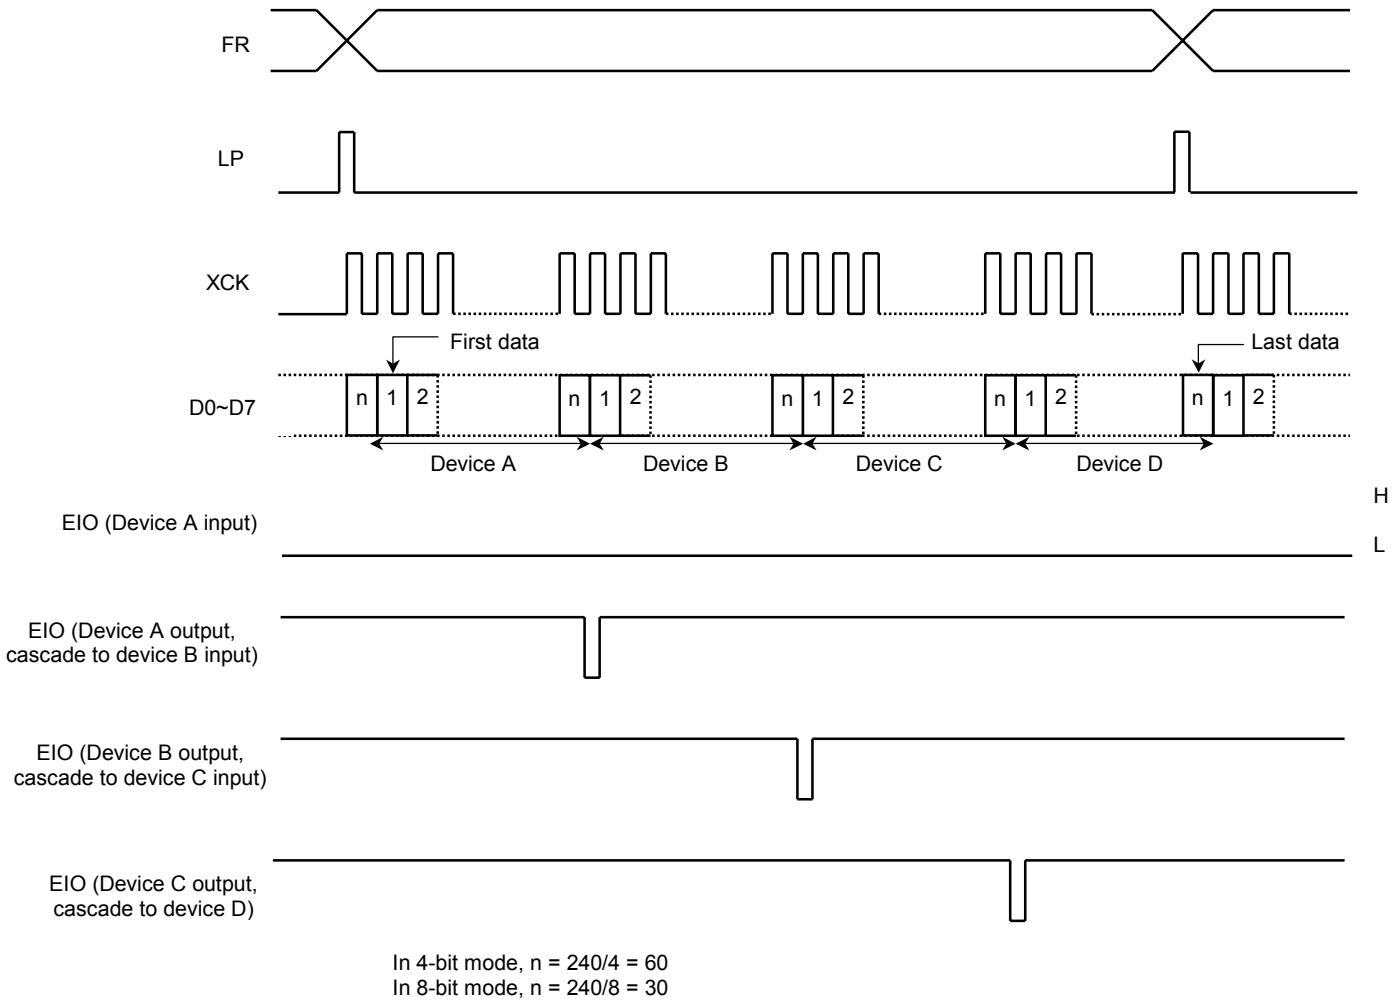 FR
LP
XCK
First data
Last data
D0~D7
n 1 2 n 1 2 n 1 2 n 1 2 n 1 2
Device A Device B Device C Device D
H
EIO (Device A input)
L
EIO (Device A output,
cascade to device B input)
EIO (Device B output,
cascade to device C input)
EIO (Device C output,
cascade to device D)
In 4-bit mode, n = 240/4 = 60
In 8-bit mode, n = 240/8 = 30